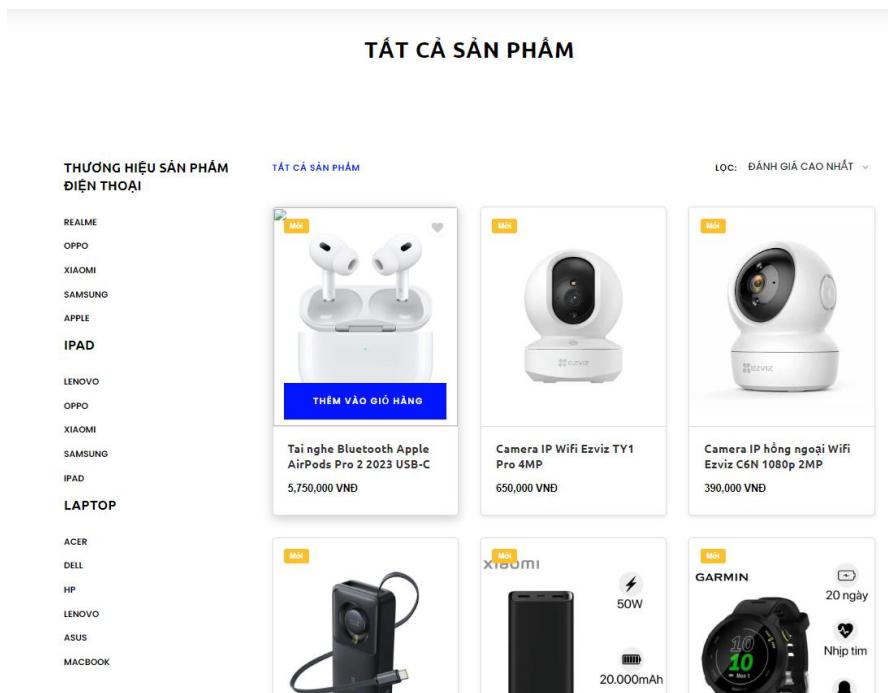 TẤT CẢ SẢN PHẨM
THƯƠNG HIỆU SẢN PHẨM
ĐIỆN THOẠI
REALME
OPPO
XIAOMI
SAMSUNG
APPLE
IPAD
LENOVO
OPPO
XIAOMI
SAMSUNG
IPAD
LAPTOP
ACER
DELL
HP
LENOVO
ASUS
MACBOOK
TẤT CẢ SẢN PHẨM
LỌC: ĐÁNH GIÁ CAO NHẤT
Mới
THÊM VÀO GIỎ HÀNG
Tai nghe Bluetooth Apple
AirPods Pro 2 2023 USB-C
5,750,000 VNĐ
Mới
ezviz
Camera IP Wifi Ezviz TY1
Pro 4MP
650,000 VNĐ
Mới
EZVIZ
Camera IP hồng ngoại Wifi
Ezviz C6N 1080p 2MP
390,000 VNĐ
Mới
Mới
xiaomi
50W
20.000mAh
Mới
GARMIN
20 ngày
Nhịp tim
10
10